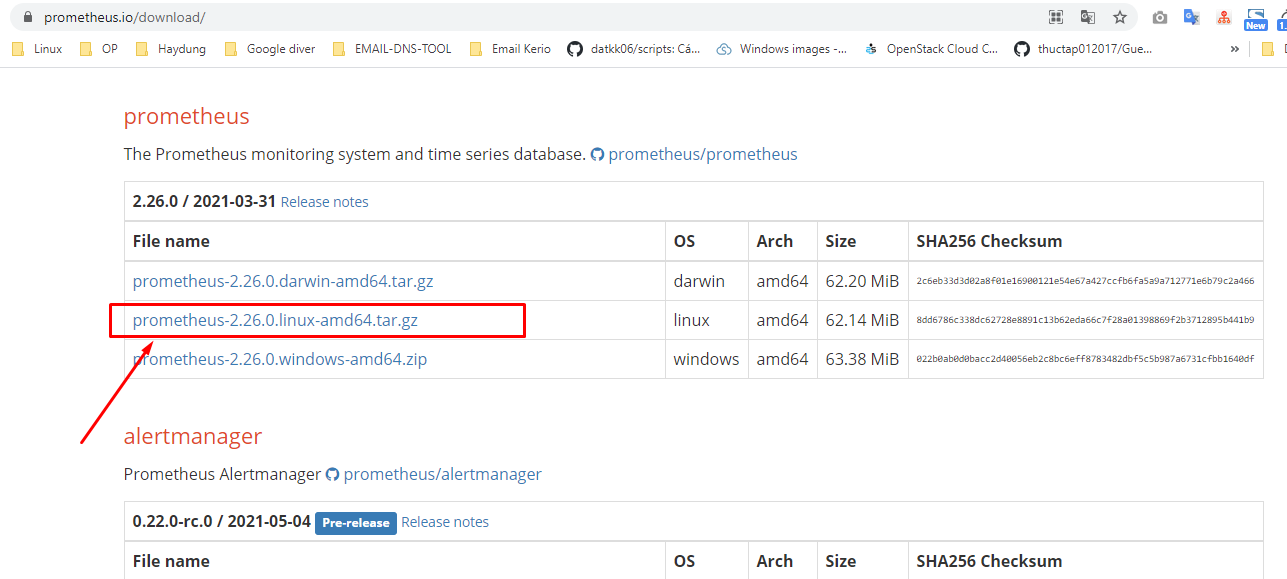 prometheus.io/download/
New
1.
Linux OP Haydung Google diver EMAIL-DNS-TOOL Email Kerio datkk06/scripts: Cá... Windows images -... OpenStack Cloud C... thuctap012017/Gue... »
prometheus
The Prometheus monitoring system and time series database. prometheus/prometheus
2.26.0 / 2021-03-31 Release notes
File name OS Arch Size SHA256 Checksum
prometheus-2.26.0.darwin-amd64.tar.gz darwin amd64 62.20 MiB 2c6eb33d3d02a8f01e16900121e54e67a427ccfb6fa5a9a712771e6b79c2a466
prometheus-2.26.0.linux-amd64.tar.gz linux amd64 62.14 MiB 8dd6786c338dc62728e8891c13b62eda66c7f28a01398869f2b3712895b441b9
prometheus-2.26.0.windows-amd64.zip windows amd64 63.38 MiB 022b0ab0d0bacc2d40056eb2c8bc6eff8783482dbf5c5b987a6731cfbb1640df
alertmanager
Prometheus Alertmanager prometheus/alertmanager
0.22.0-rc.0 / 2021-05-04 Pre-release Release notes
File name OS Arch Size SHA256 Checksum